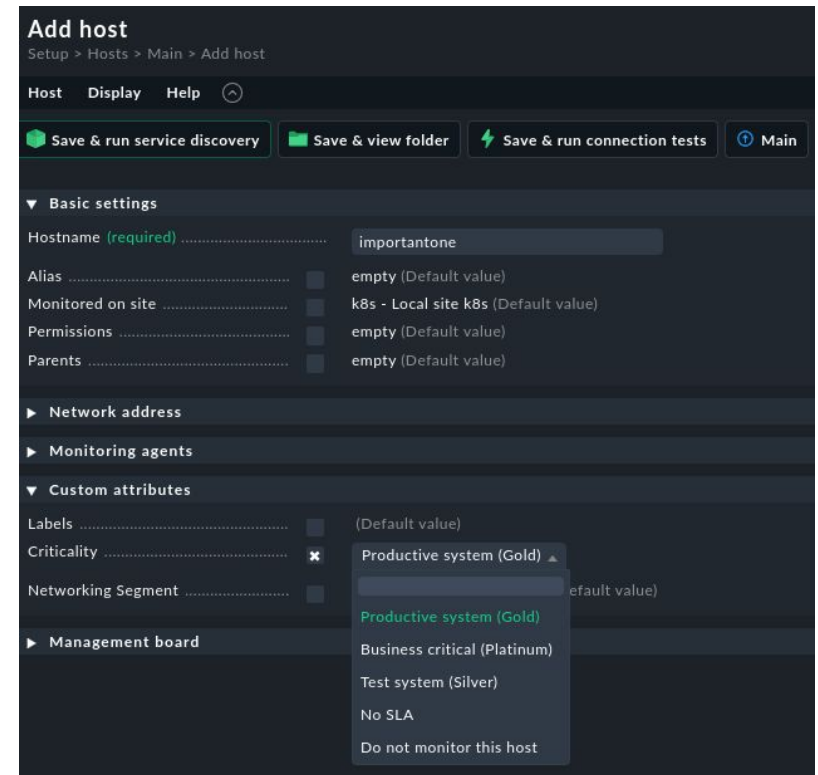 Add host
Setup > Hosts > Main > Add host
Host Display Help
Save & run service discovery Save & view folder Save & run connection tests Main
Basic settings
Hostname (required) importantone
Alias empty (Default value)
Monitored on site k8s - Local site k8s (Default value)
Permissions empty (Default value)
Parents empty (Default value)
Network address
Monitoring agents
Custom attributes
Labels (Default value)
Criticality Productive system (Gold)
Networking Segment efault value)
Productive system (Gold)
Management board
Business critical (Platinum)
Test system (Silver)
No SLA
Do not monitor this host